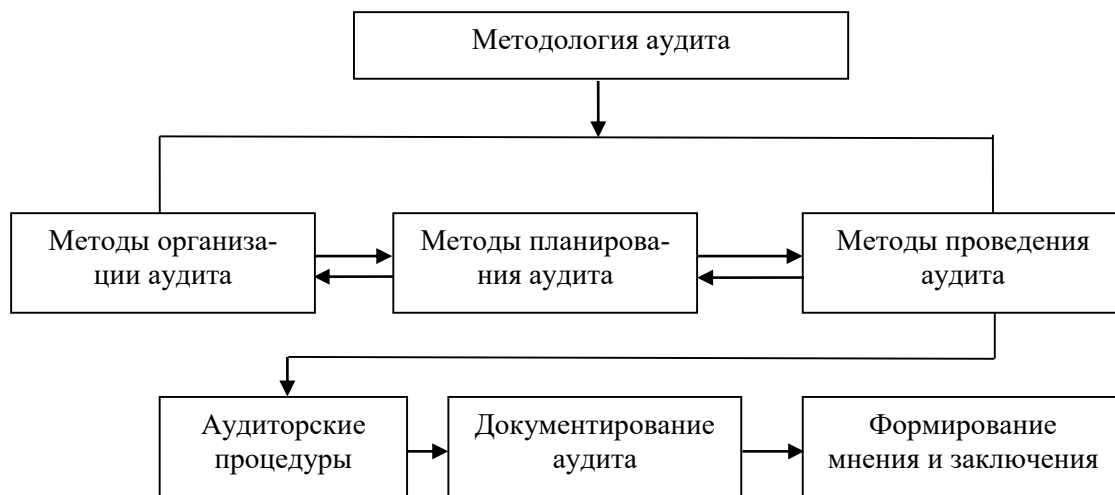 Методология аудита
Методы организа-
ции аудита
Методы планирова-
ния аудита
Методы проведения
аудита
Аудиторские
процедуры
Документирование
аудита
Формирование
мнения и заключения